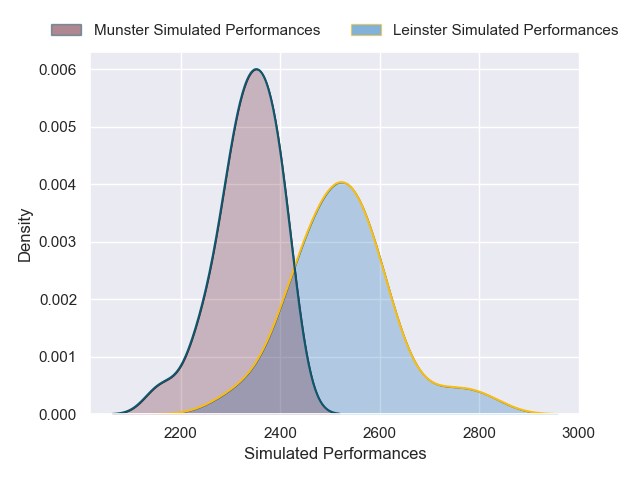 Munster Simulated Performances Leinster Simulated Performances
0.006
0.005
0.004
0.003
0.002
0.001
0.000
Density
2200 2400 2600 2800 3000
Simulated Performances